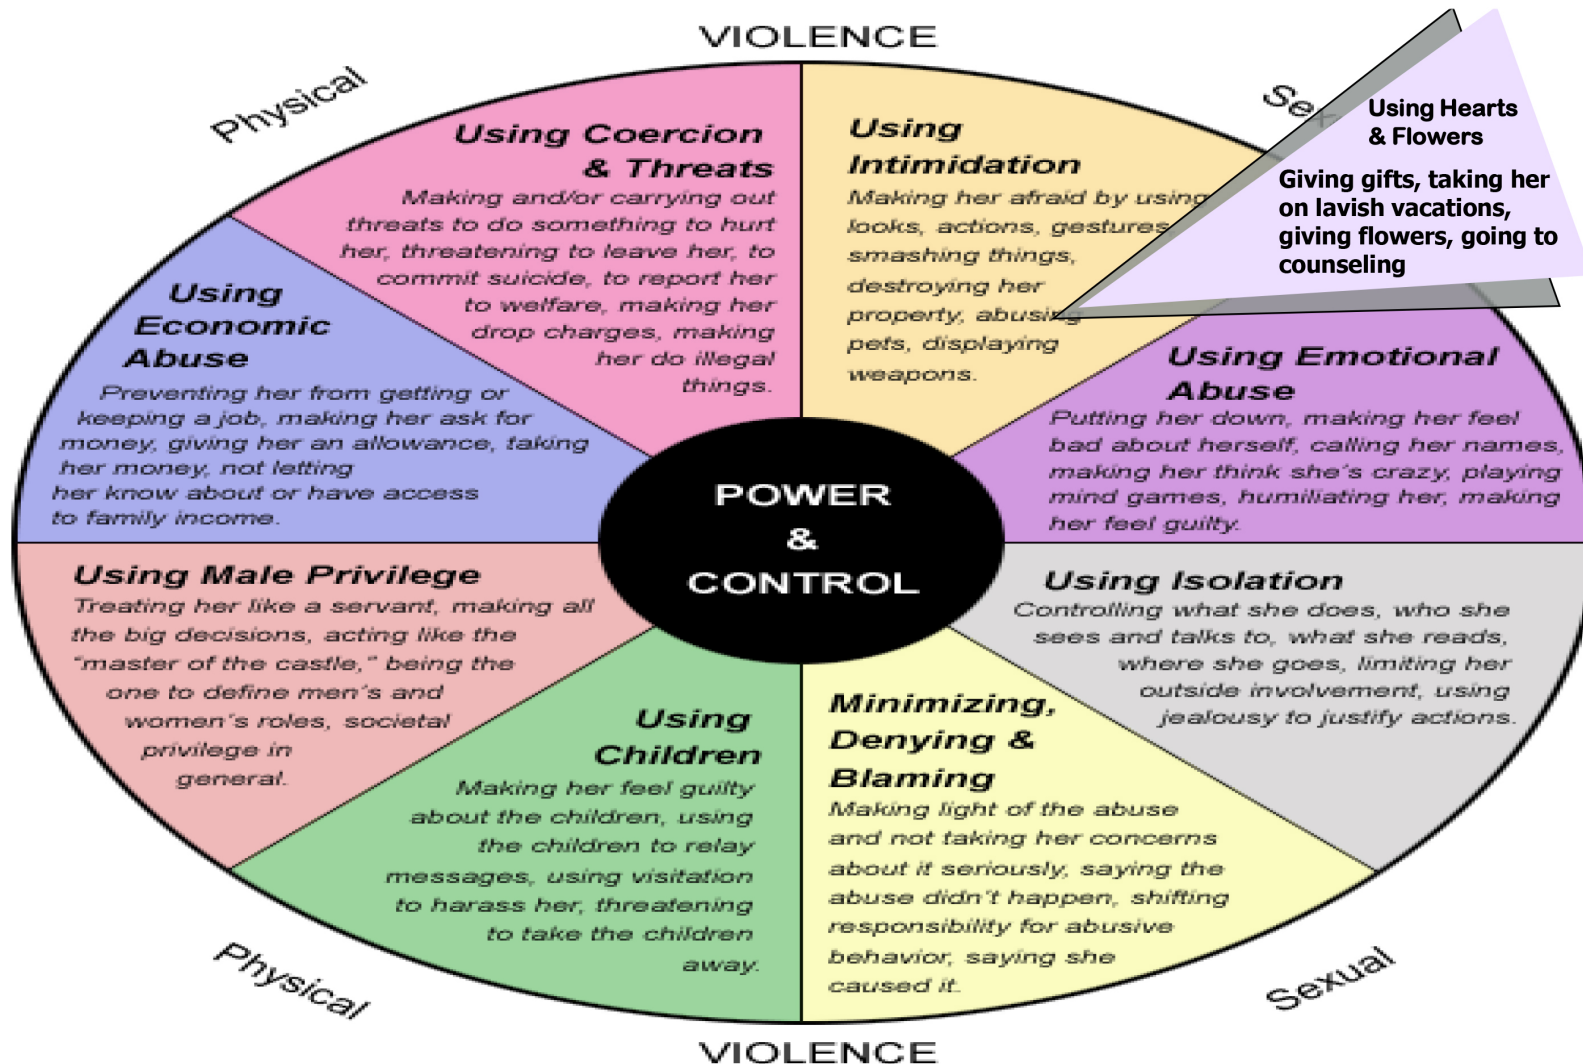 VIOLENCE
Physical
Using Coercion
& Threats
Making and/or carrying out
threats to do something to hurt
her, threatening to leave her, to
commit suicide, to report her
to welfare, making her
drop charges, making
her do illegal
things.
Using
Intimidation
Making her afraid by using
looks, actions, gestures
smashing things,
destroying her
property, abusing
pets, displaying
weapons.
Using Hearts
& Flowers
Giving gifts, taking her
on lavish vacations,
giving flowers, going to
counseling
Using
Economic
Abuse
Preventing her from getting or
keeping a job, making her ask for
money, giving her an allowance, taking
her money, not letting
her know about or have access
to family income.
Using Emotional
Abuse
Putting her down, making her feel
bad about herself, calling her names,
making her think she's crazy, playing
mind games, humiliating her, making
her feel guilty.
POWER
&
CONTROL
Using Male Privilege
Treating her like a servant, making all
the big decisions, acting like the
"master of the castle," being the
one to define men's and
women's roles, societal
privilege in
general.
Using Isolation
Controlling what she does, who she
sees and talks to, what she reads,
where she goes, limiting her
outside involvement, using
jealousy to justify actions.
Using
Children
Making her feel guilty
about the children, using
the children to relay
messages, using visitation
to harass her, threatening
to take the children
away.
Minimizing,
Denying &
Blaming
Making light of the abuse
and not taking her concerns
about it seriously, saying the
abuse didn't happen, shifting
responsibility for abusive
behavior, saying she
caused it.
Physical
Sexual
VIOLENCE